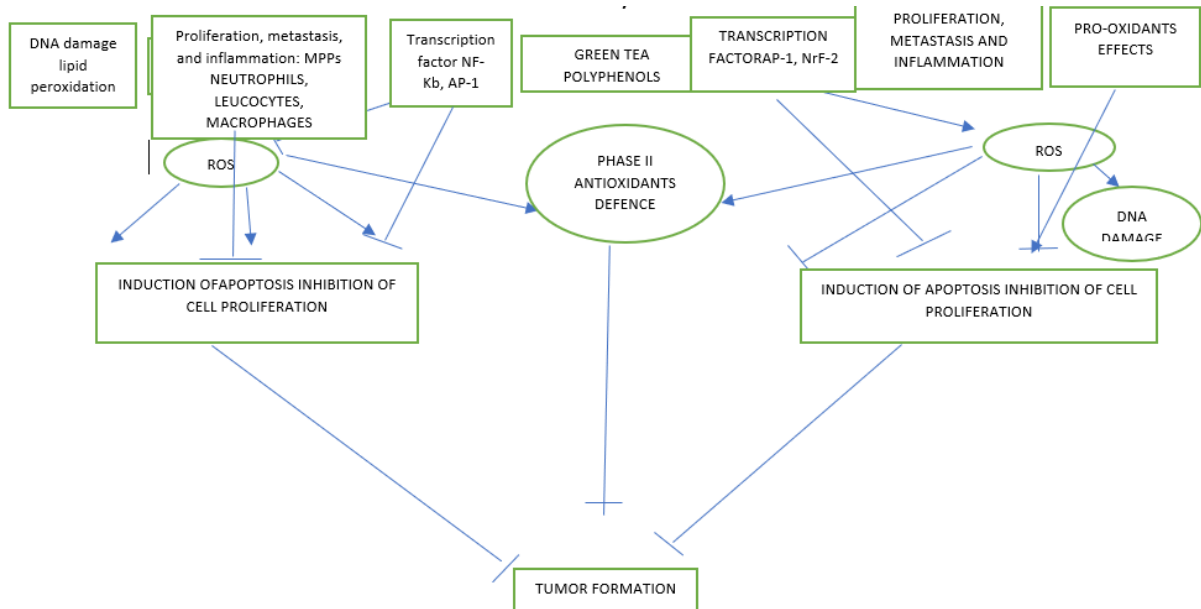 DNA damage
lipid
peroxidation
Proliferation, metastasis,
and inflammation: MPPs
NEUTROPHILS,
LEUCOCYTES,
MACROPHAGES
Transcription
factor NF-
Kb, AP-1
GREEN TEA
POLYPHENOLS
TRANSCRIPTION
FACTORAP-1, NrF-2
PROLIFERATION,
METASTASIS AND
INFLAMMATION
PRO-OXIDANTS
EFFECTS
ROS
PHASE II
ANTIOXIDANTS
DEFENCE
ROS
DNA
DAMAGE
INDUCTION OFAPOPTOSIS INHIBITION OF
CELL PROLIFERATION
INDUCTION OF APOPTOSIS INHIBITION OF CELL
PROLIFERATION
TUMOR FORMATION